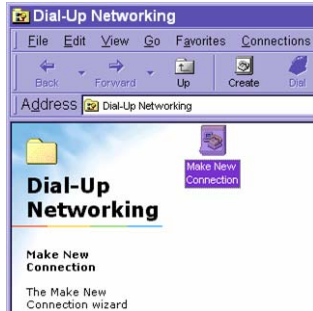 Dial-Up Networking
File Edit View Go Favorites Connections
Back Forward Up Create Dial
Address Dial-Up Networking
Make New
Connection
Dial-Up
Networking
Make New
Connection
The Make New
Connection wizard